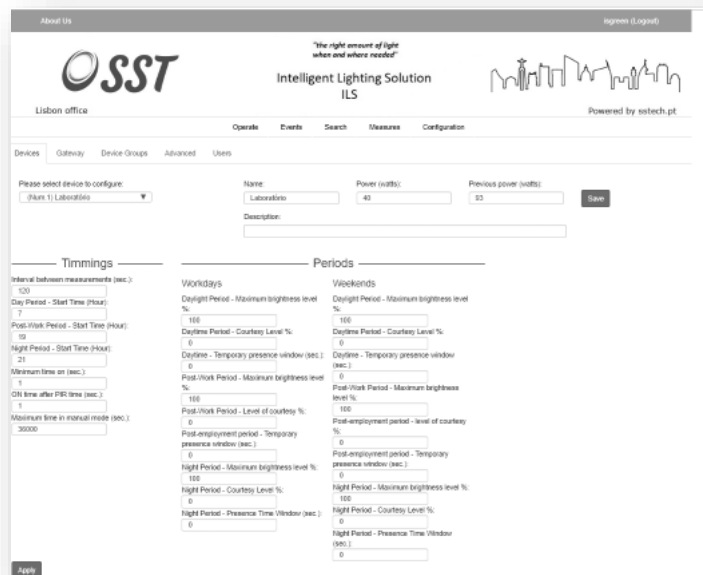 About Us
isgreen (Logout)
OSST
"the right amount of light
when and where needed"
Intelligent Lighting Solution
ILS
Lisbon office
Powered by sstech.pt
Operate Events Search Measures Configuration
Devices Gateway Device Groups Advanced Users
Please select device to configure:
(Num 1) Laboratório
Name:
Laboratório
Power (watts):
40
Previous power (watts):
93
Save
Description:
Timmings
Interval between measurements (sec.):
120
Day Period - Start Time (Hour):
7
Post-Work Period - Start Time (Hour):
19
Night Period - Start Time (Hour):
21
Minimum time on (sec.):
1
ON time after PIR time (sec.):
1
Maximum time in manual mode (sec.):
36000
Periods
Workdays
Daylight Period - Maximum brightness level
%:
100
Daytime Period - Courtesy Level %:
0
Daytime - Temporary presence window (sec.):
0
Post-Work Period - Maximum brightness level
%:
100
Post-Work Period - Level of courtesy %:
0
Post-employment period - Temporary
presence window (sec.):
0
Night Period - Maximum brightness level %:
100
Night Period - Courtesy Level %:
0
Night Period - Presence Time Window (sec.):
0
Weekends
Daylight Period - Maximum brightness level
%:
100
Daytime Period - Courtesy Level %:
0
Daytime - Temporary presence window
(sec.):
0
Post-Work Period - Maximum brightness
level %:
100
Post-employment period - level of courtesy
%:
0
Post-employment period - Temporary
presence window (sec.):
0
Night Period - Maximum brightness level %:
100
Night Period - Courtesy Level %:
0
Night Period - Presence Time Window
(sec.):
0
Apply